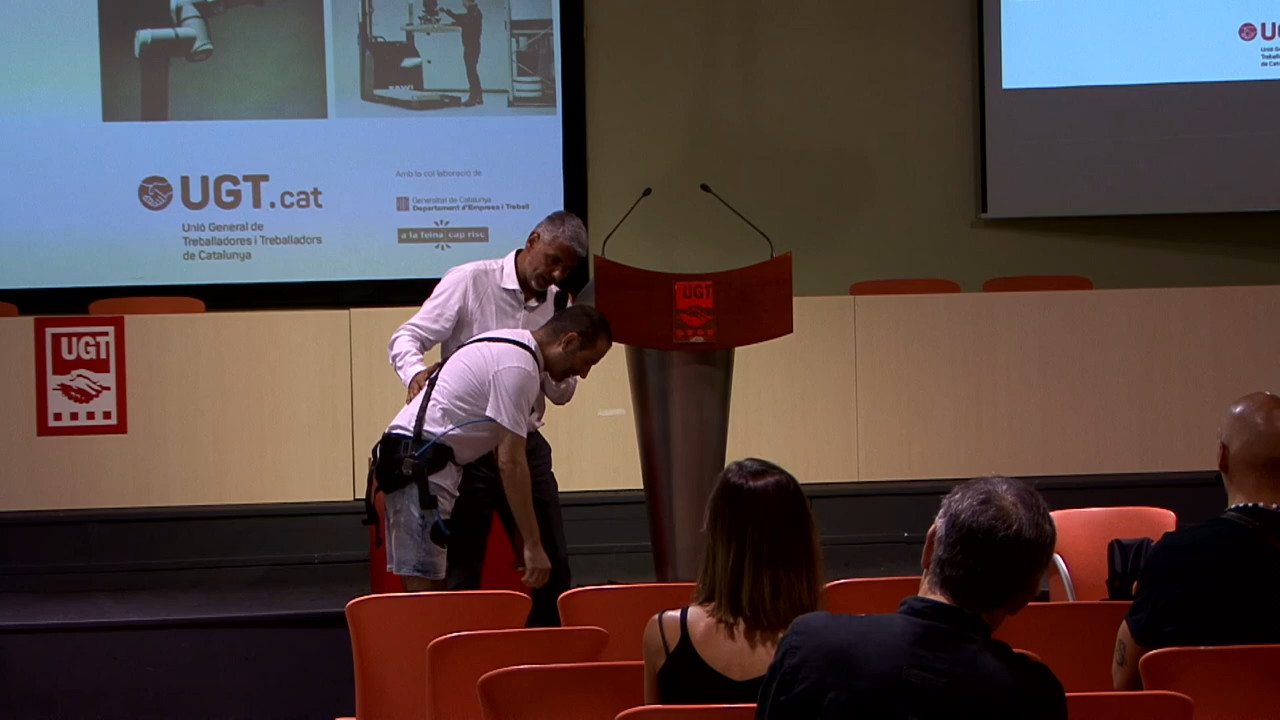 UGT.cat
Unió General de
Treballadores i Treballadors
de Catalunya
Amb la col·laboració de
Generalitat de Catalunya
Departament d'Empresa i Treball
a la feina cap risc
UGT
UGT